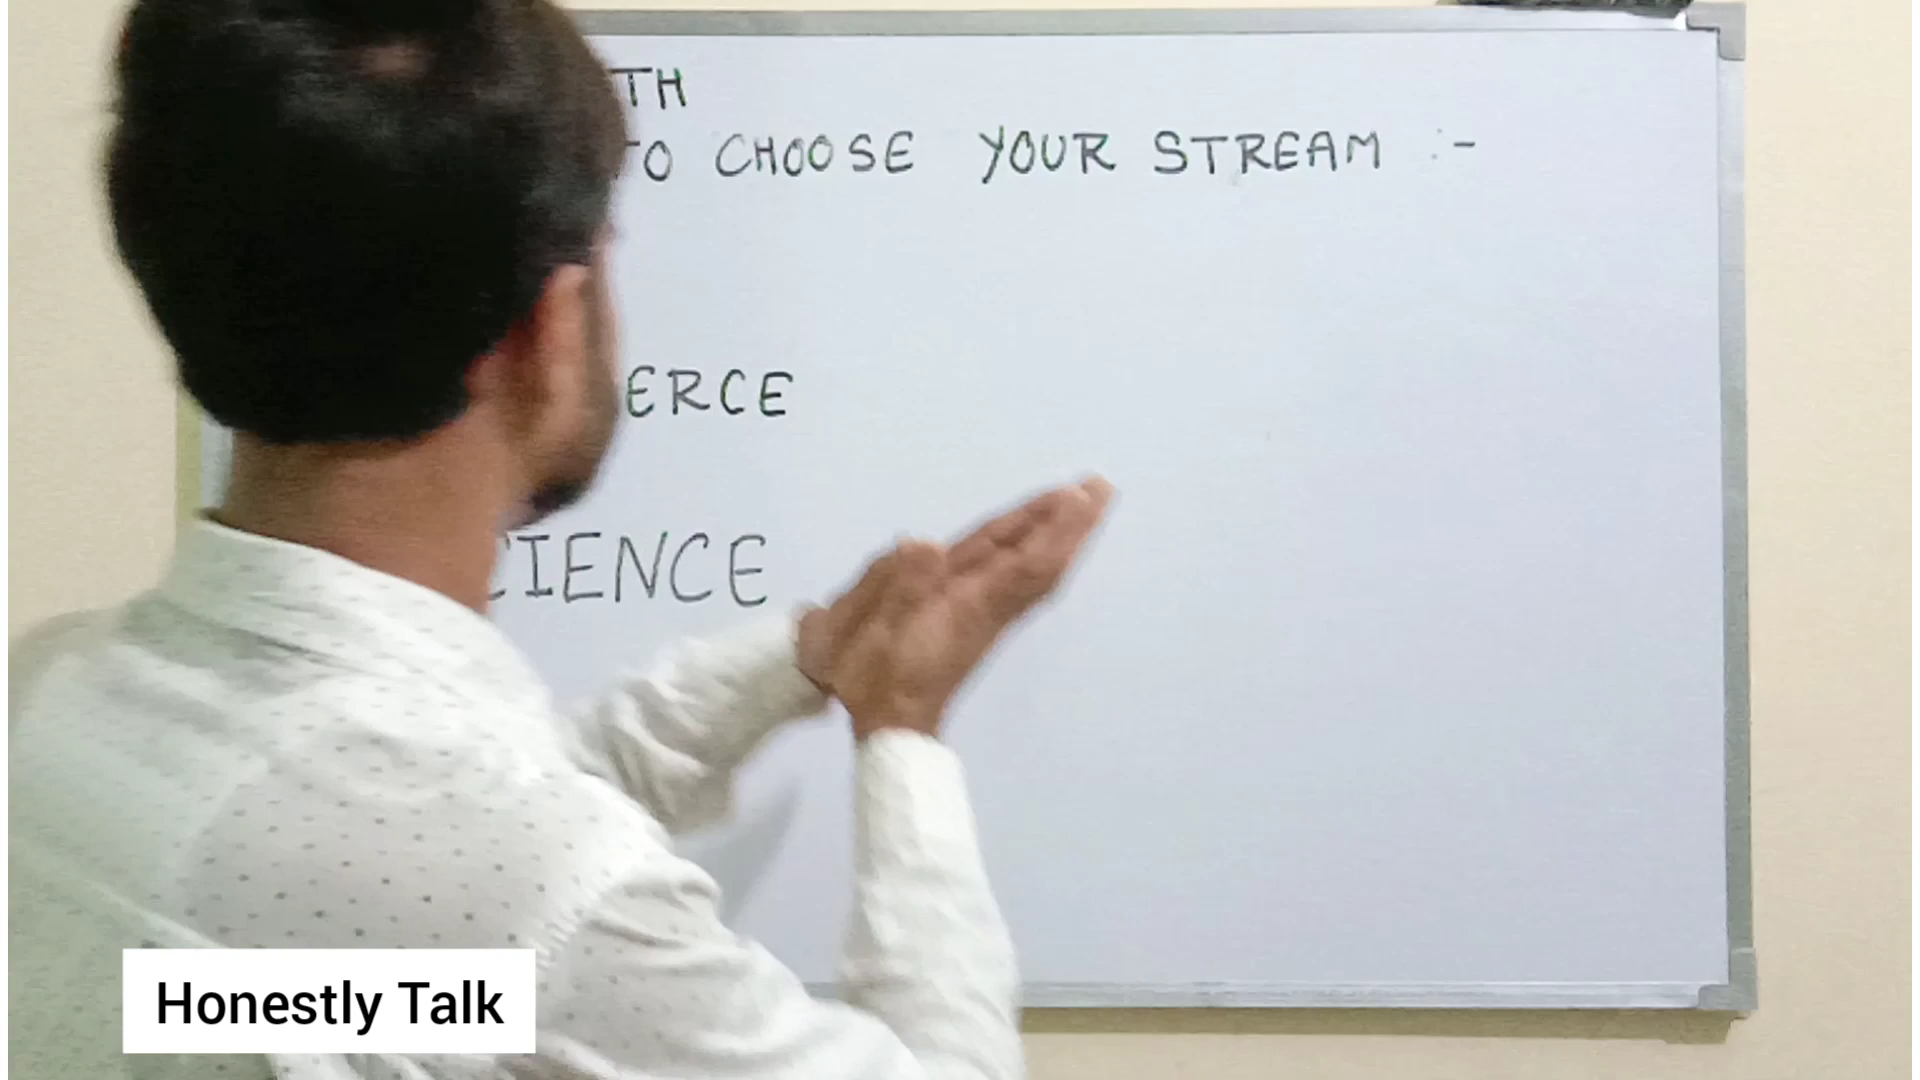 TH
TO CHOOSE YOUR STREAM :-
ERCE
CIENCE
Honestly Talk